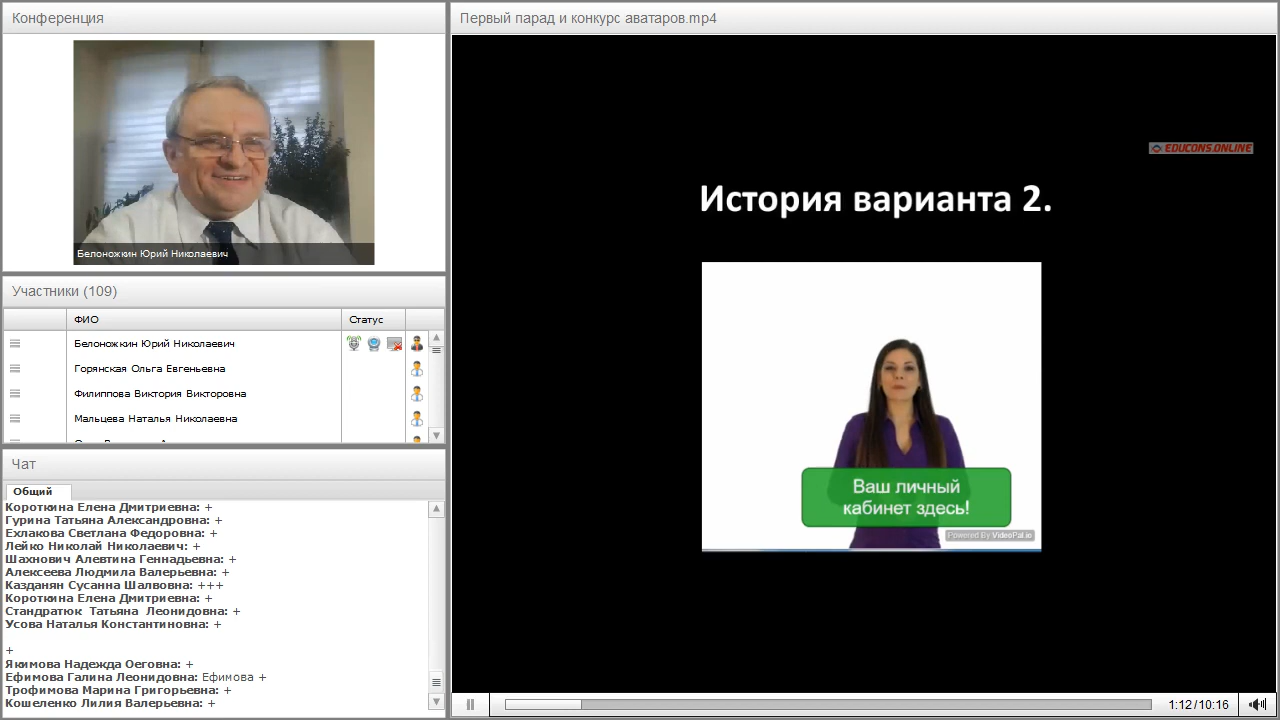 Конференция
Белоножкин Юрий Николаевич
Участники (109)
ФИО
Статус
Белоножкин Юрий Николаевич
Горянская Ольга Евгеньевна
Филиппова Виктория Викторовна
Мальцева Наталья Николаевна
Чат
Общий
Короткина Елена Дмитриевна: +
Гурина Татьяна Александровна: +
Ехлакова Светлана Федоровна: +
Лейко Николай Николаевич: +
Шахнович Алевтина Геннадьевна: +
Алексеева Людмила Валерьевна: +
Казданян Сусанна Шалвовна: +++
Короткина Елена Дмитриевна: +
Стандратюк Татьяна Леонидовна: +
Усова Наталья Константиновна: +
+
Якимова Надежда Оеговна: +
Ефимова Галина Леонидовна: Ефимова +
Трофимова Марина Григорьевна: +
Кошеленко Лилия Валерьевна: +
Первый парад и конкурс аватаров.mp4
EDUCONS.ONLINE
История варианта 2.
Ваш личный
кабинет здесь!
Powered By VideoPal.io
1:12/10:16